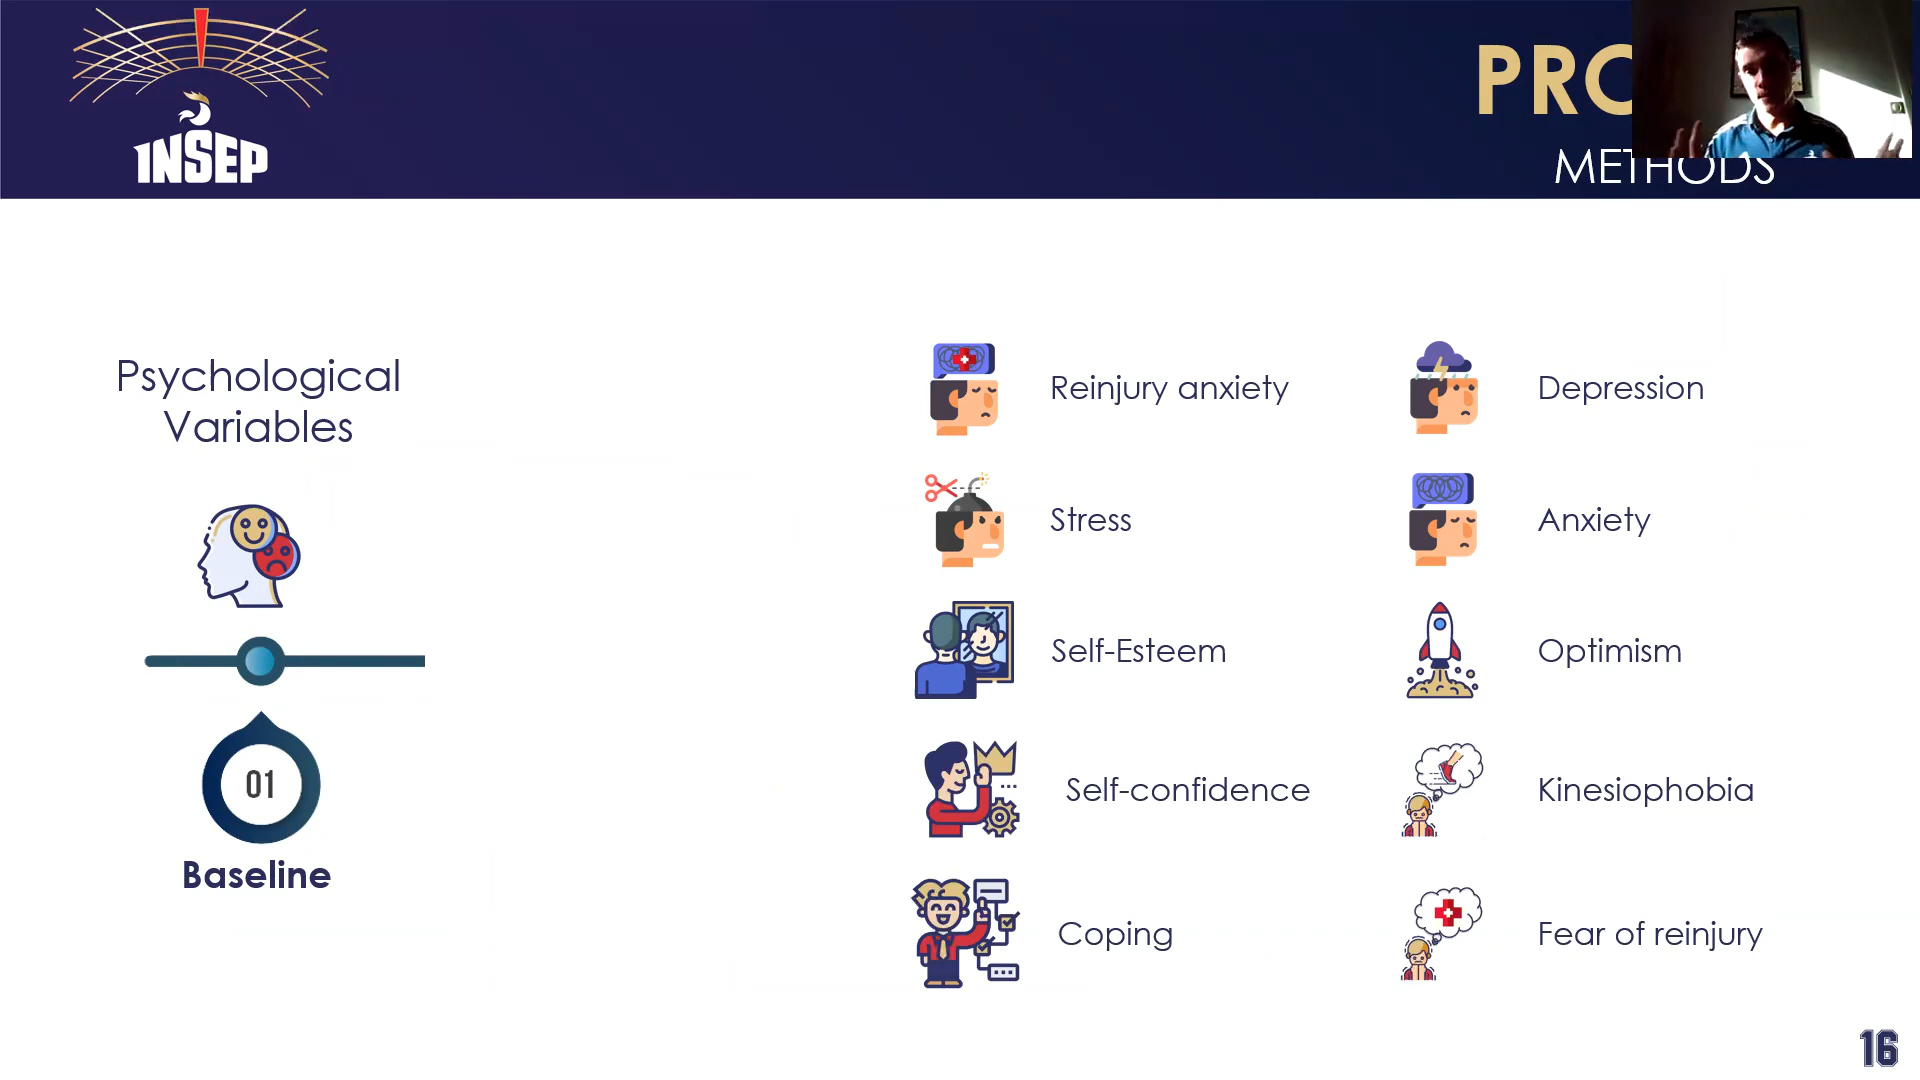 INSEP
METHODS
Psychological
Variables
01
Baseline
Reinjury anxiety
Depression
Stress
Anxiety
Self-Esteem
Optimism
Self-confidence
Kinesiophobia
Coping
Fear of reinjury
16